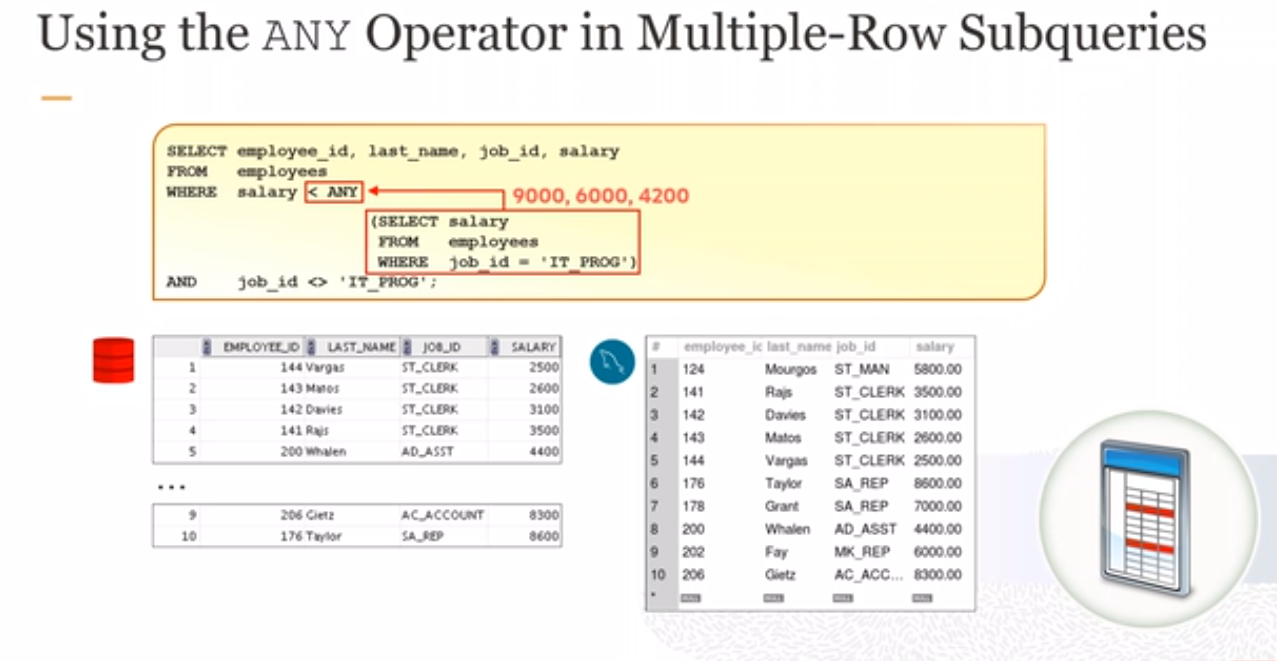 Using the ANY Operator in Multiple-Row Subqueries
SELECT employee_id, last_name, job_id, salary
FROM employees
WHERE salary < ANY
9000, 6000, 4200
(SELECT salary
FROM employees
WHERE job_id = 'IT_PROG')
AND job_id <> 'IT_PROG';
EMPLOYEE_ID LAST_NAME JOB_ID SALARY
1 144 Vargas ST_CLERK 2500
2 143 Matos ST_CLERK 2600
3 142 Davies ST_CLERK 3100
4 141 Rajs ST_CLERK 3500
5 200 Whalen AD_ASST 4400
...
9 206 Gietz AC_ACCOUNT 8300
10 176 Taylor SA_REP 8600
# employee_ic last_name job_id salary
1 124 Mourgos ST_MAN 5800.00
2 141 Rajs ST_CLERK 3500.00
3 142 Davies ST_CLERK 3100.00
4 143 Matos ST_CLERK 2600.00
5 144 Vargas ST_CLERK 2500.00
6 176 Taylor SA_REP 8600.00
7 178 Grant SA_REP 7000.00
8 200 Whalen AD_ASST 4400.00
9 202 Fay MK_REP 6000.00
10 206 Gietz AC_ACC... 8300.00
* NULL NULL NULL NULL